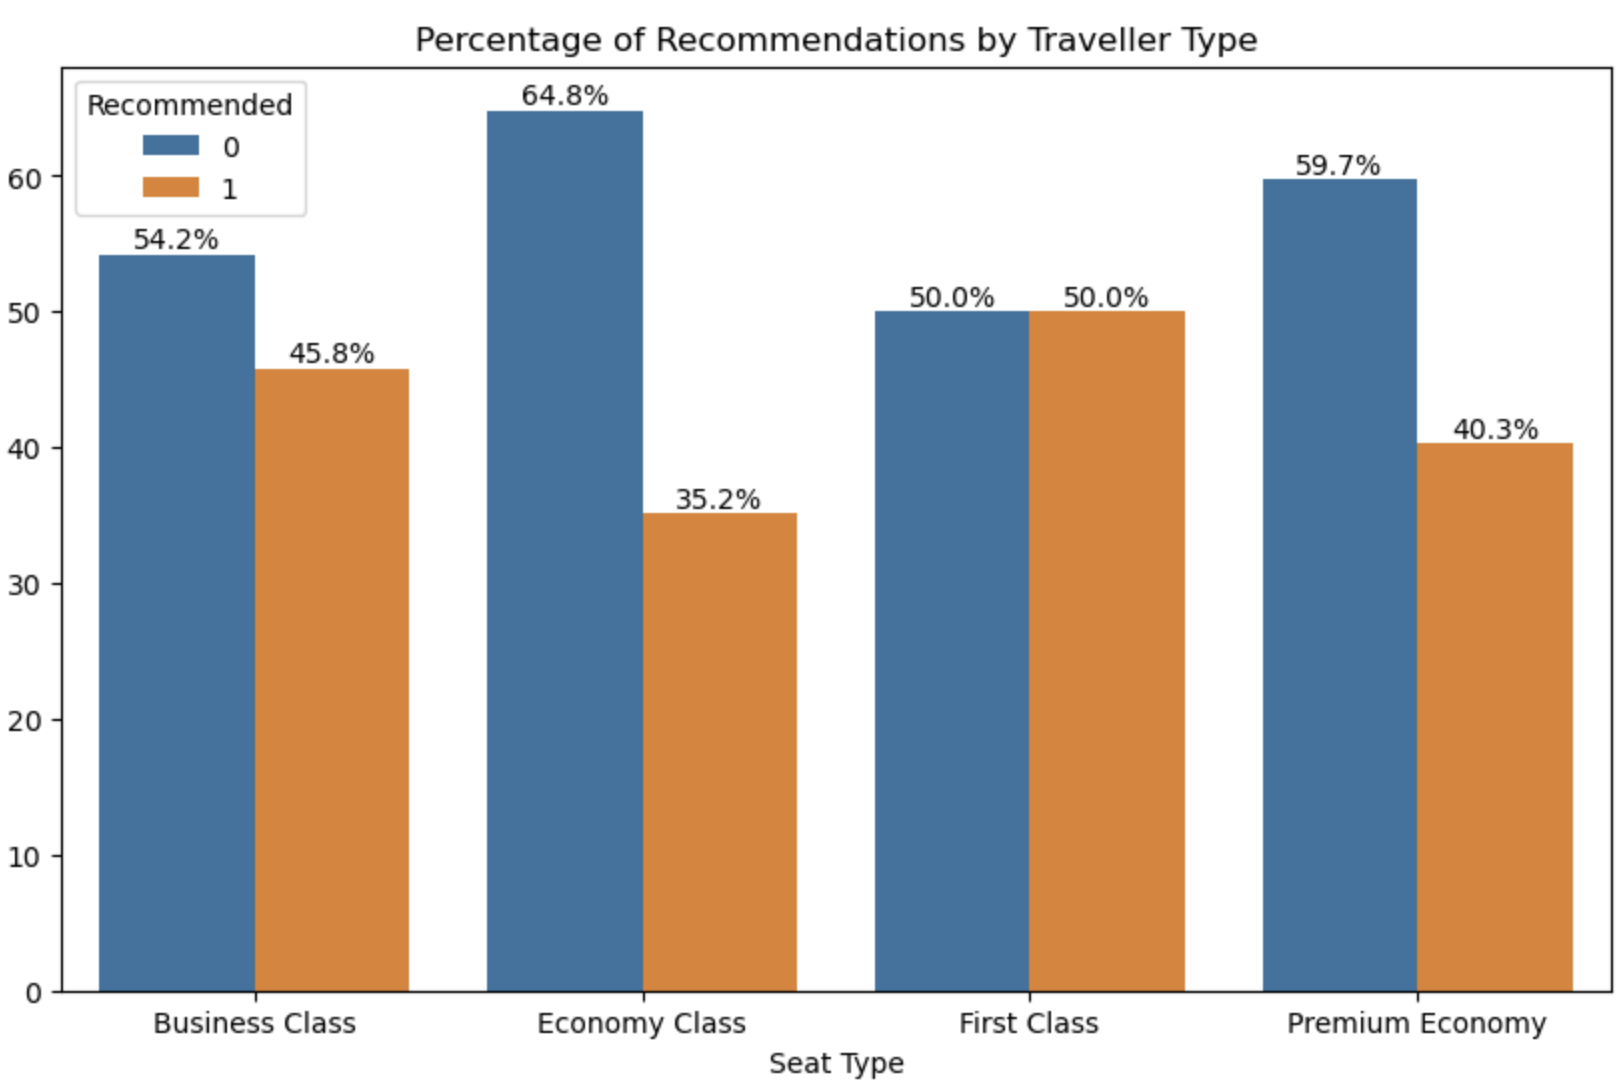 Percentage of Recommendations by Traveller Type
Recommended
0
1
54.2%
45.8%
64.8%
35.2%
50.0%
50.0%
59.7%
40.3%
60
50
40
30
20
10
0
Business Class
Economy Class
First Class
Premium Economy
Seat Type